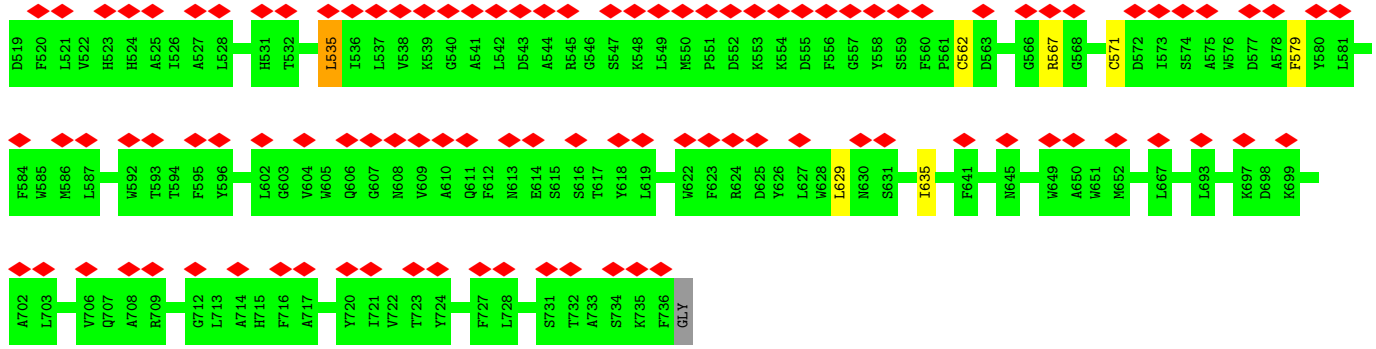 D519 F520 L521 V522 H523 H524 A525 I526 A527 L528 H531 T532 L535 I536 L537 V538 K539 G540 A541 L542 D543 A544 R545 G546 S547 K548 L549 M550 P551 D552 K553 K554 D555 F556 G557 Y558 S559 F560 P561 C562 D563 G566 R567 G568 C571 D572 I573 S574 A575 W576 D577 A578 F579 Y580 L581
F584 W585 M586 L587 W592 T593 T594 F595 Y596 L602 G603 V604 W605 Q606 G607 N608 V609 A610 Q611 F612 N613 E614 S615 S616 T617 Y618 L619 W622 F623 R624 D625 Y626 L627 W628 L629 N630 S631 I635 F641 N645 W649 A650 W651 M652 L667 L693 K697 D698 K699
A702 L703 V706 Q707 A708 R709 G712 L713 A714 H715 F716 A717 Y720 I721 V722 T723 Y724 F727 L728 S731 T732 A733 S734 K735 F736 GLY